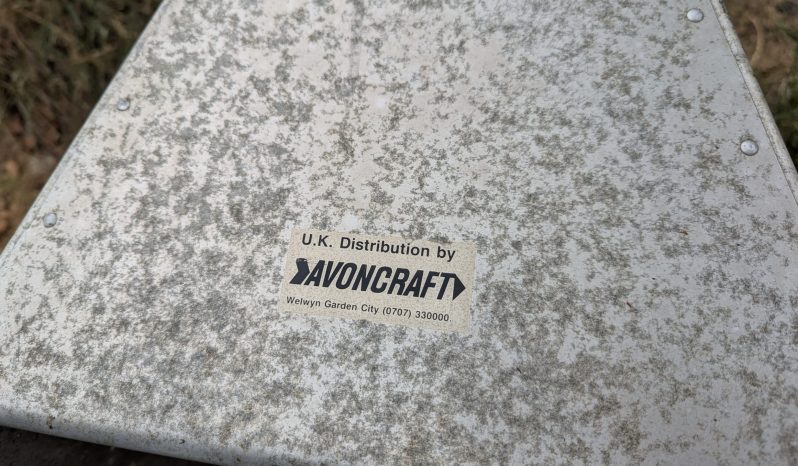 U.K. Distribution by
AVONCRAFT
Welwyn Garden City (0707) 330000